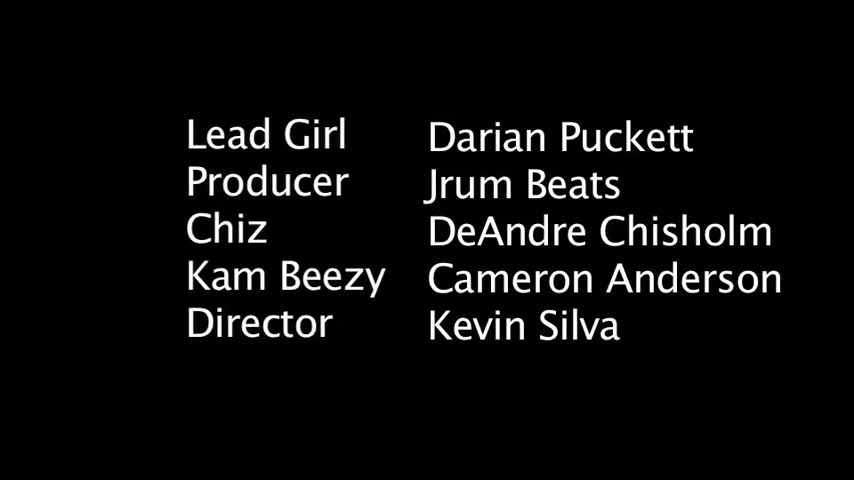 Lead Girl Darian Puckett
Producer Jrum Beats
Chiz DeAndre Chisholm
Kam Beezy Cameron Anderson
Director Kevin Silva